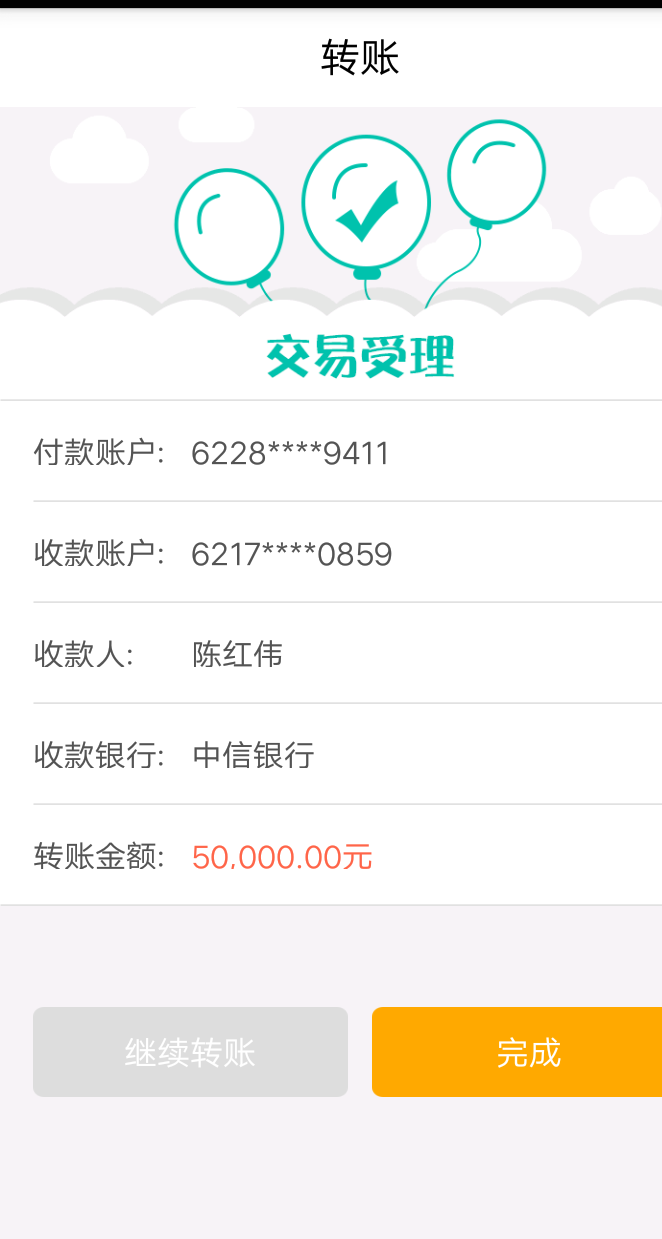 转账
交易受理
付款账户: 6228****9411
收款账户: 6217****0859
收款人: 陈红伟
收款银行: 中信银行
转账金额: 50,000.00元
继续转账 完成